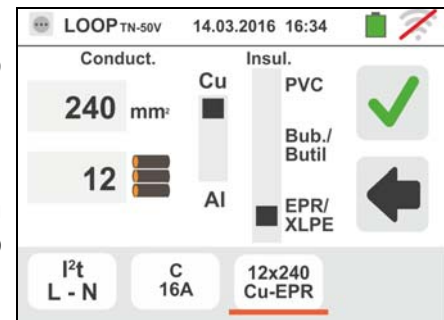 LOOP TN-50V 14.03.2016 16:34
Conduct. Insul.
Cu PVC
240 mm²
Bub./
Butil
12
Al EPR/
XLPE
I²t
L - N
C
16A
12x240
Cu-EPR